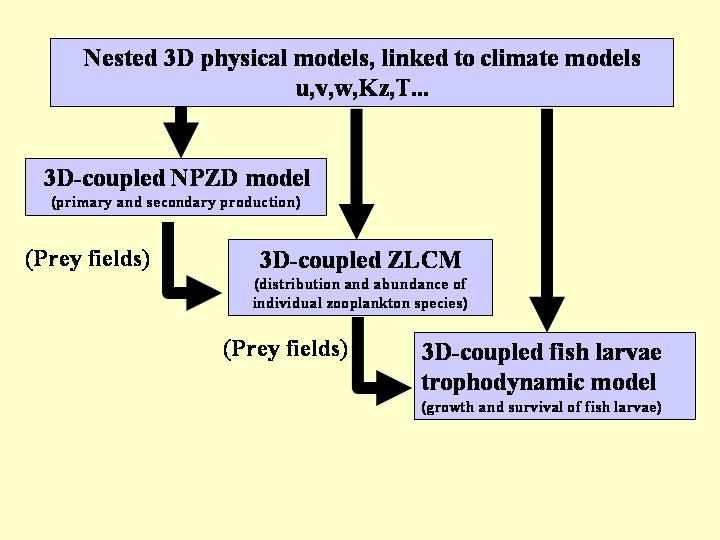 Nested 3D physical models, linked to climate models
u,v,w,Kz,T...
3D-coupled NPZD model
(primary and secondary production)
(Prey fields)
3D-coupled ZLCM
(distribution and abundance of
individual zooplankton species)
(Prey fields)
3D-coupled fish larvae
trophodynamic model
(growth and survival of fish larvae)